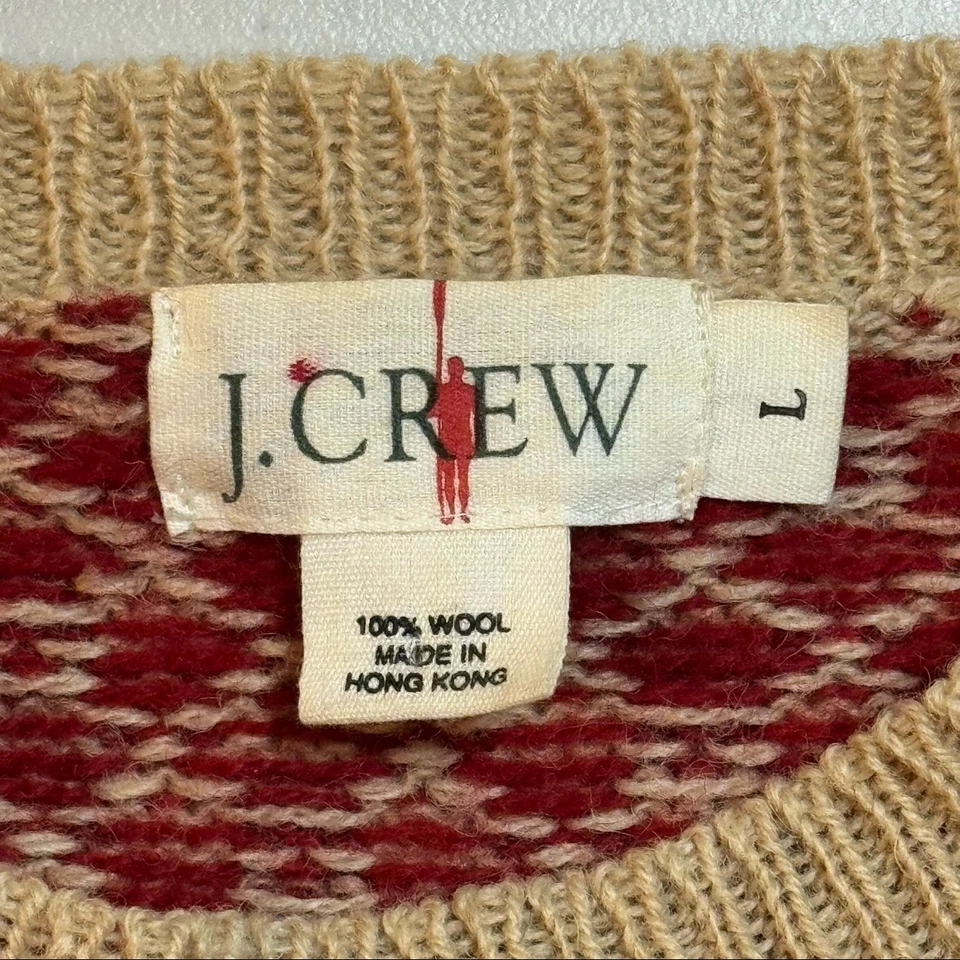 J.CREW
L
100% WOOL
MADE IN
HONG KONG